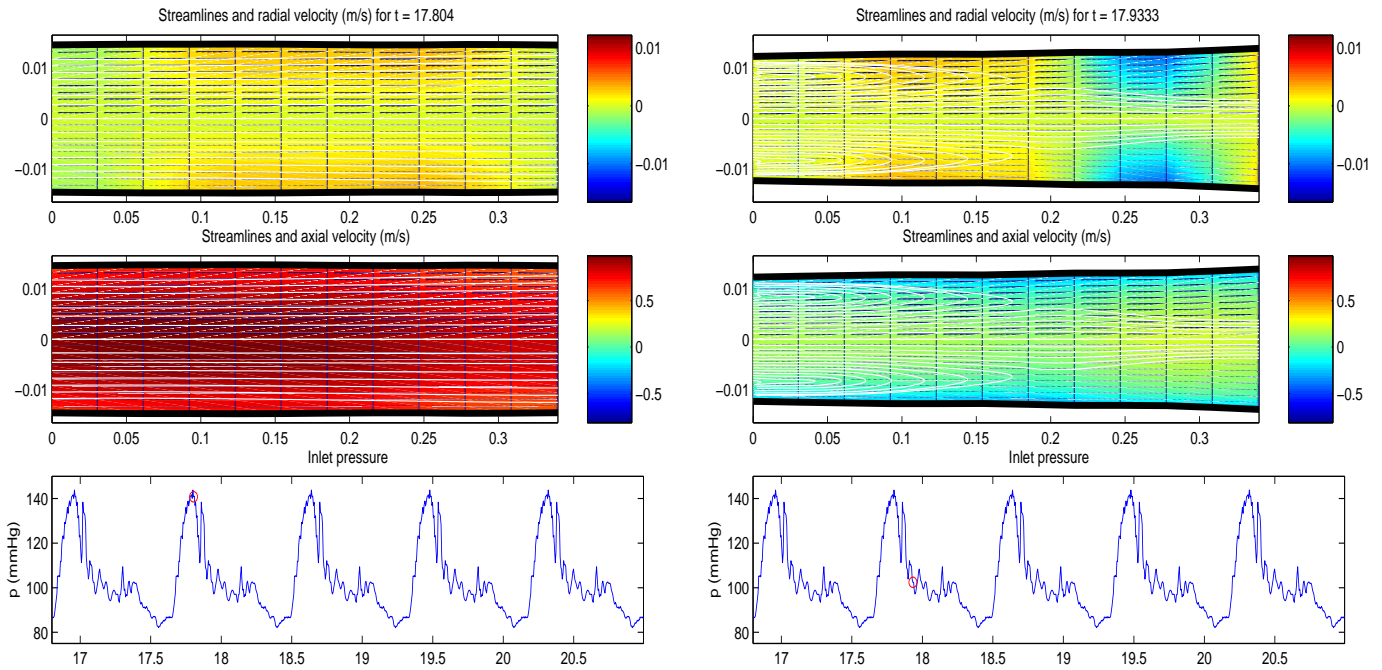 Streamlines and radial velocity (m/s) for t = 17.804
0.01
0
−0.01
0 0.05 0.1 0.15 0.2 0.25 0.3
0.01
0
−0.01
Streamlines and axial velocity (m/s)
0.01
0
−0.01
0 0.05 0.1 0.15 0.2 0.25 0.3
0.5
0
−0.5
Inlet pressure
p (mmHg)
140
120
100
80
17 17.5 18 18.5 19 19.5 20 20.5
Streamlines and radial velocity (m/s) for t = 17.9333
0.01
0
−0.01
0 0.05 0.1 0.15 0.2 0.25 0.3
0.01
0
−0.01
Streamlines and axial velocity (m/s)
0.01
0
−0.01
0 0.05 0.1 0.15 0.2 0.25 0.3
0.5
0
−0.5
Inlet pressure
p (mmHg)
140
120
100
80
17 17.5 18 18.5 19 19.5 20 20.5